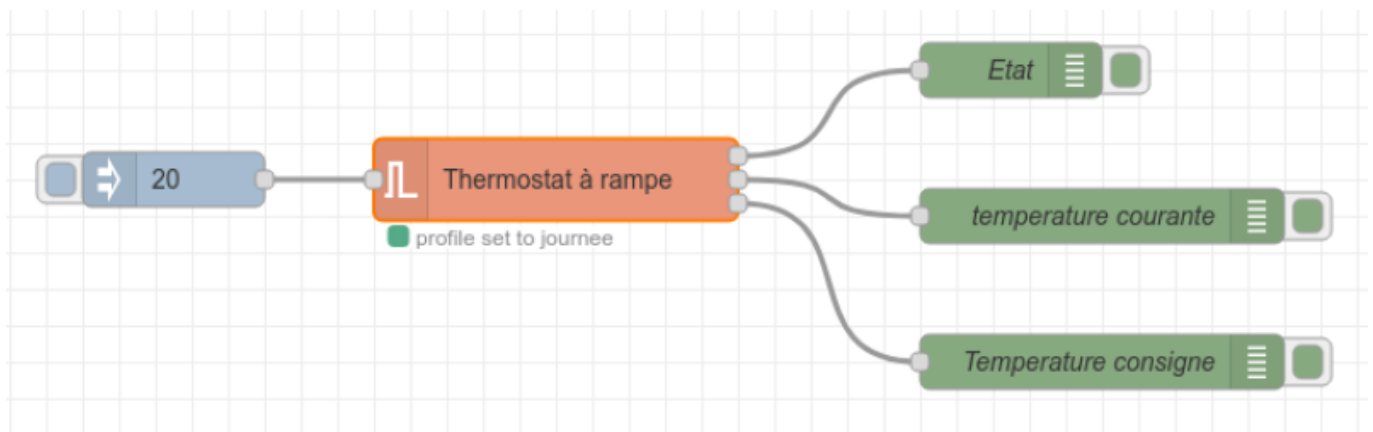 Etat
20
Thermostat à rampe
profile set to journee
temperature courante
Temperature consigne